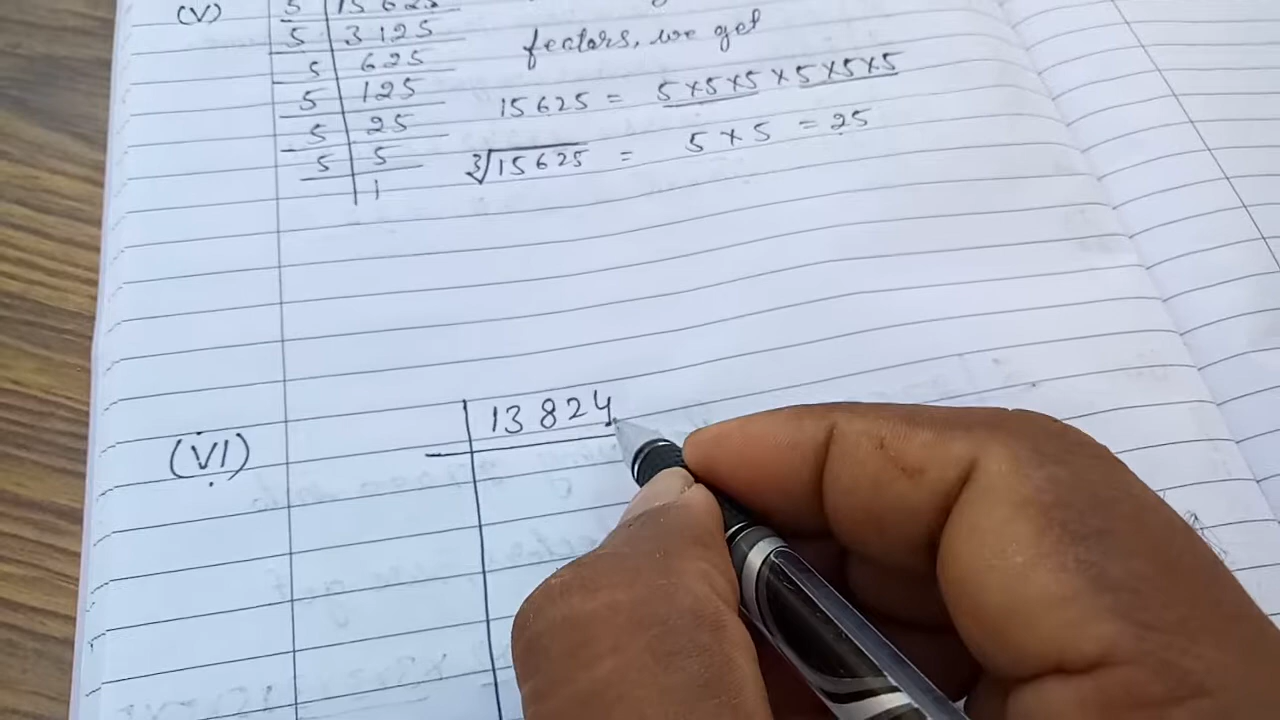 (V)
5 | 15625
5 | 3125
factors, we get
5 | 625
5 | 125
15625 = 5×5×5 × 5×5×5
5 | 25
5 | 5
∛15625 = 5×5 = 25
1
(VI)
13824